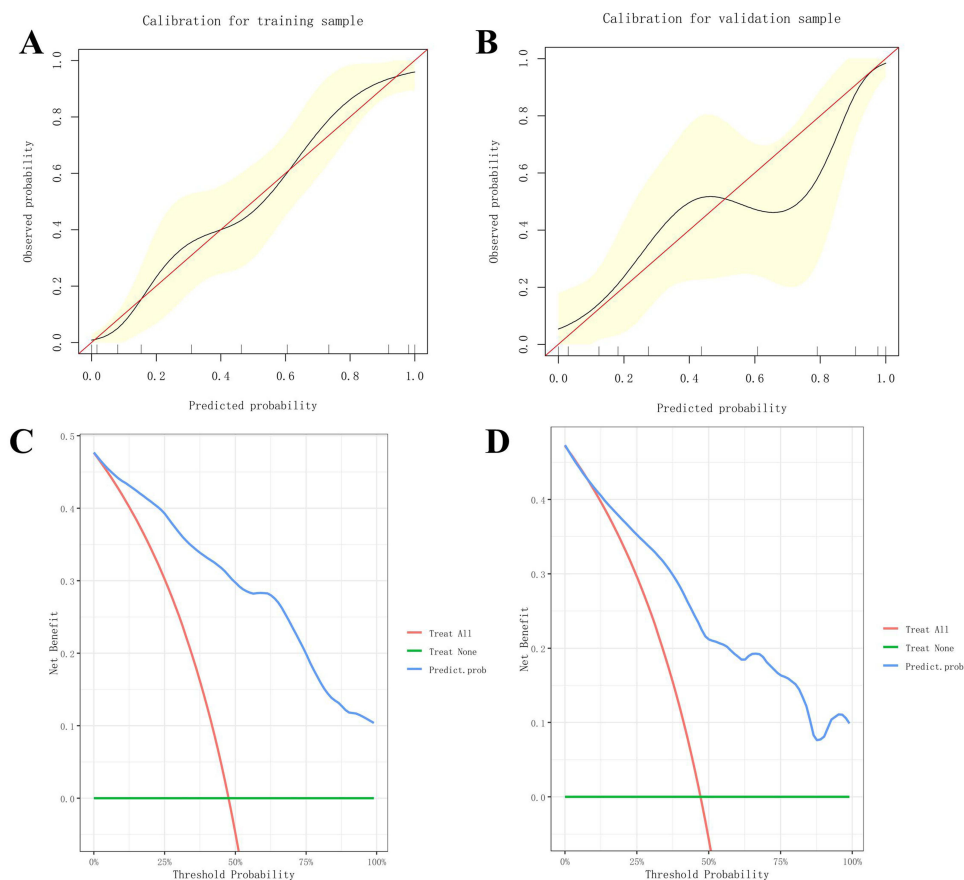 Calibration for training sample
A
1.0
0.8
0.6
0.4
0.2
0.0
Observed probability
0.0 0.2 0.4 0.6 0.8 1.0
Predicted probability
Calibration for validation sample
B
1.0
0.8
0.6
0.4
0.2
0.0
Observed probability
0.0 0.2 0.4 0.6 0.8 1.0
Predicted probability
C
0.5
0.4
0.3
0.2
0.1
0.0
Net Benefit
0% 25% 50% 75% 100%
Threshold Probability
Treat All
Treat None
Predict.prob
D
0.4
0.3
0.2
0.1
0.0
Net Benefit
0% 25% 50% 75% 100%
Threshold Probability
Treat All
Treat None
Predict.prob